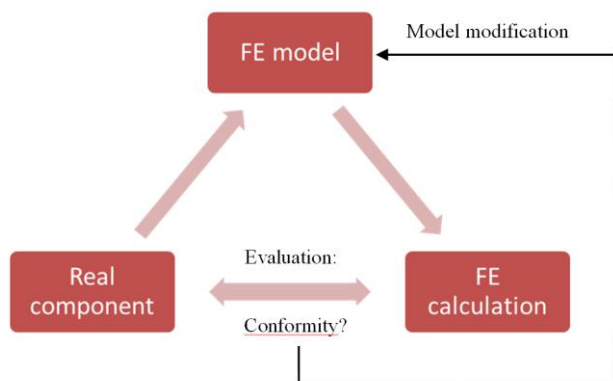 FE model
Model modification
Real
component
Evaluation:
Conformity?
FE
calculation